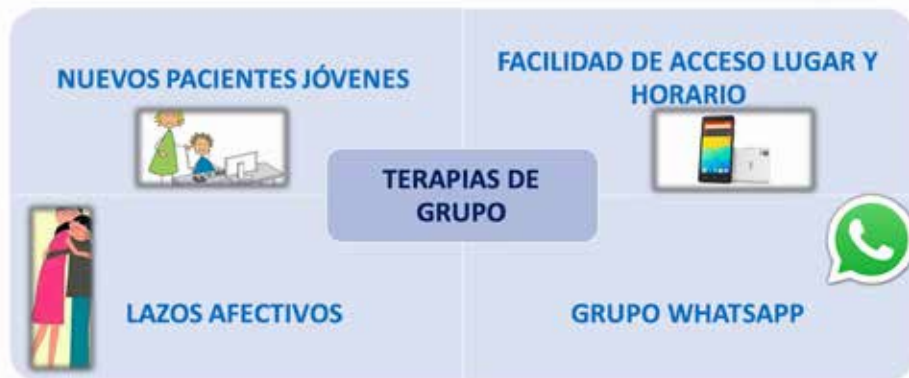 NUEVOS PACIENTES JÓVENES
FACILIDAD DE ACCESO LUGAR Y
HORARIO
TERAPIAS DE
GRUPO
LAZOS AFECTIVOS
GRUPO WHATSAPP